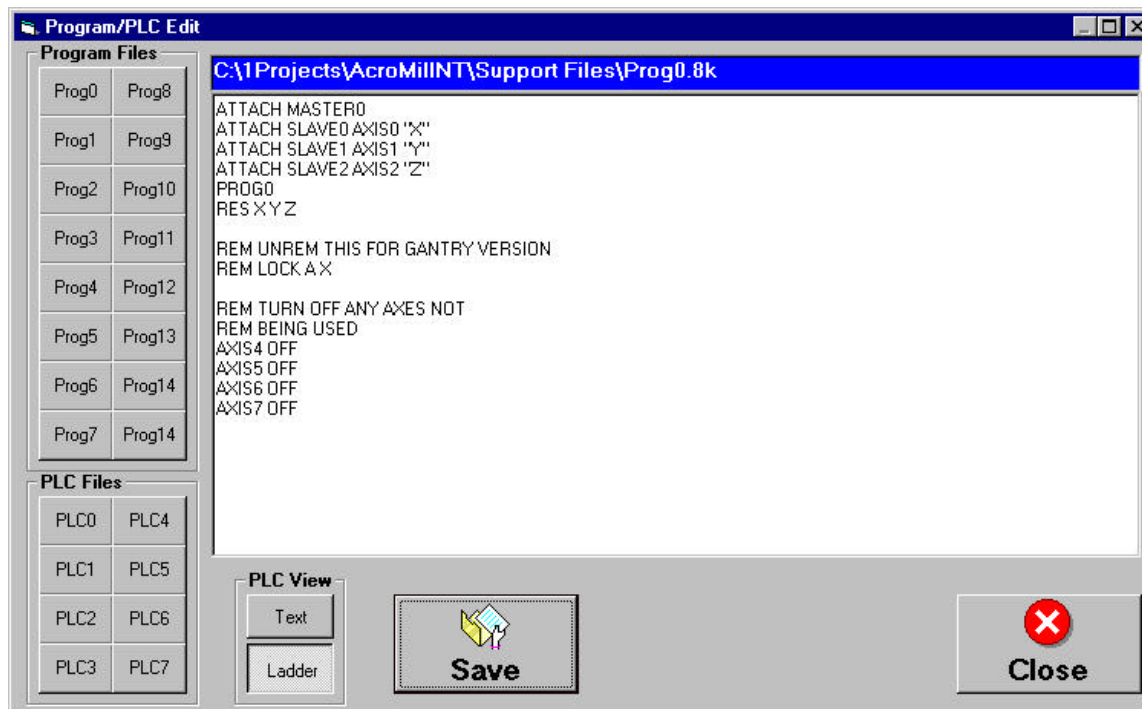 Program/PLC Edit
Program Files
Prog0 Prog8
Prog1 Prog9
Prog2 Prog10
Prog3 Prog11
Prog4 Prog12
Prog5 Prog13
Prog6 Prog14
Prog7 Prog14
PLC Files
PLC0 PLC4
PLC1 PLC5
PLC2 PLC6
PLC3 PLC7
C:\1Projects\AcroMillNT\Support Files\Prog0.8k
ATTACH MASTER0
ATTACH SLAVE0 AXIS0 "X"
ATTACH SLAVE1 AXIS1 "Y"
ATTACH SLAVE2 AXIS2 "Z"
PROG0
RES X Y Z
REM UNREM THIS FOR GANTRY VERSION
REM LOCK A X
REM TURN OFF ANY AXES NOT
REM BEING USED
AXIS4 OFF
AXIS5 OFF
AXIS6 OFF
AXIS7 OFF
PLC View
Text
Ladder
Save
Close